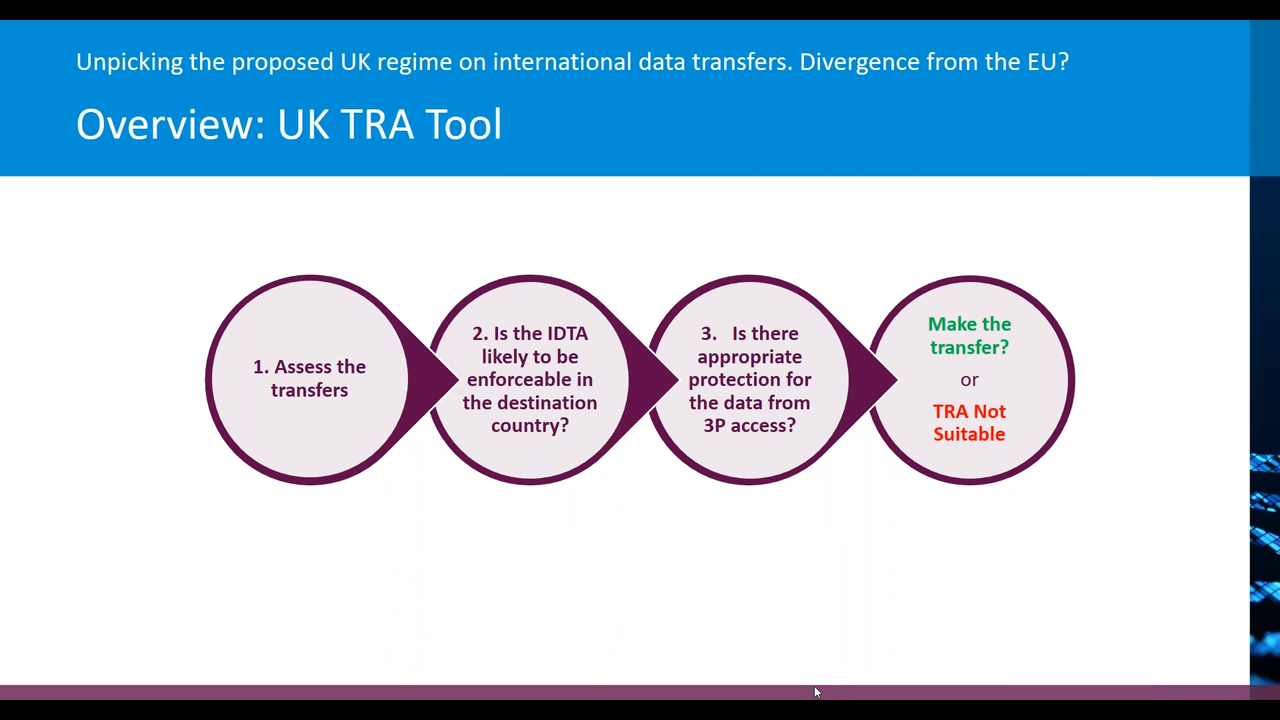 Unpicking the proposed UK regime on international data transfers. Divergence from the EU?
Overview: UK TRA Tool
1. Assess the
transfers
2. Is the IDTA
likely to be
enforceable in
the destination
country?
3. Is there
appropriate
protection for
the data from
3P access?
Make the
transfer?
or
TRA Not
Suitable